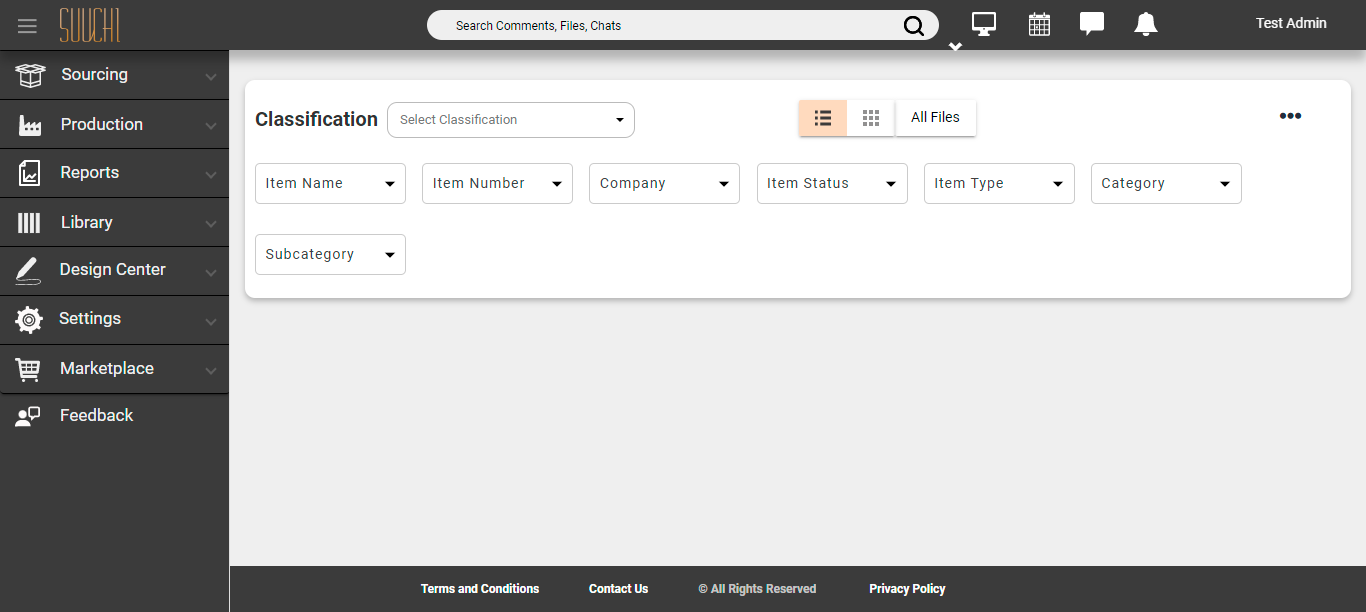 SUUCHI
Search Comments, Files, Chats
Test Admin
Sourcing
Production
Reports
Library
Design Center
Settings
Marketplace
Feedback
Classification
Select Classification
All Files
Item Name
Item Number
Company
Item Status
Item Type
Category
Subcategory
Terms and Conditions
Contact Us
© All Rights Reserved
Privacy Policy